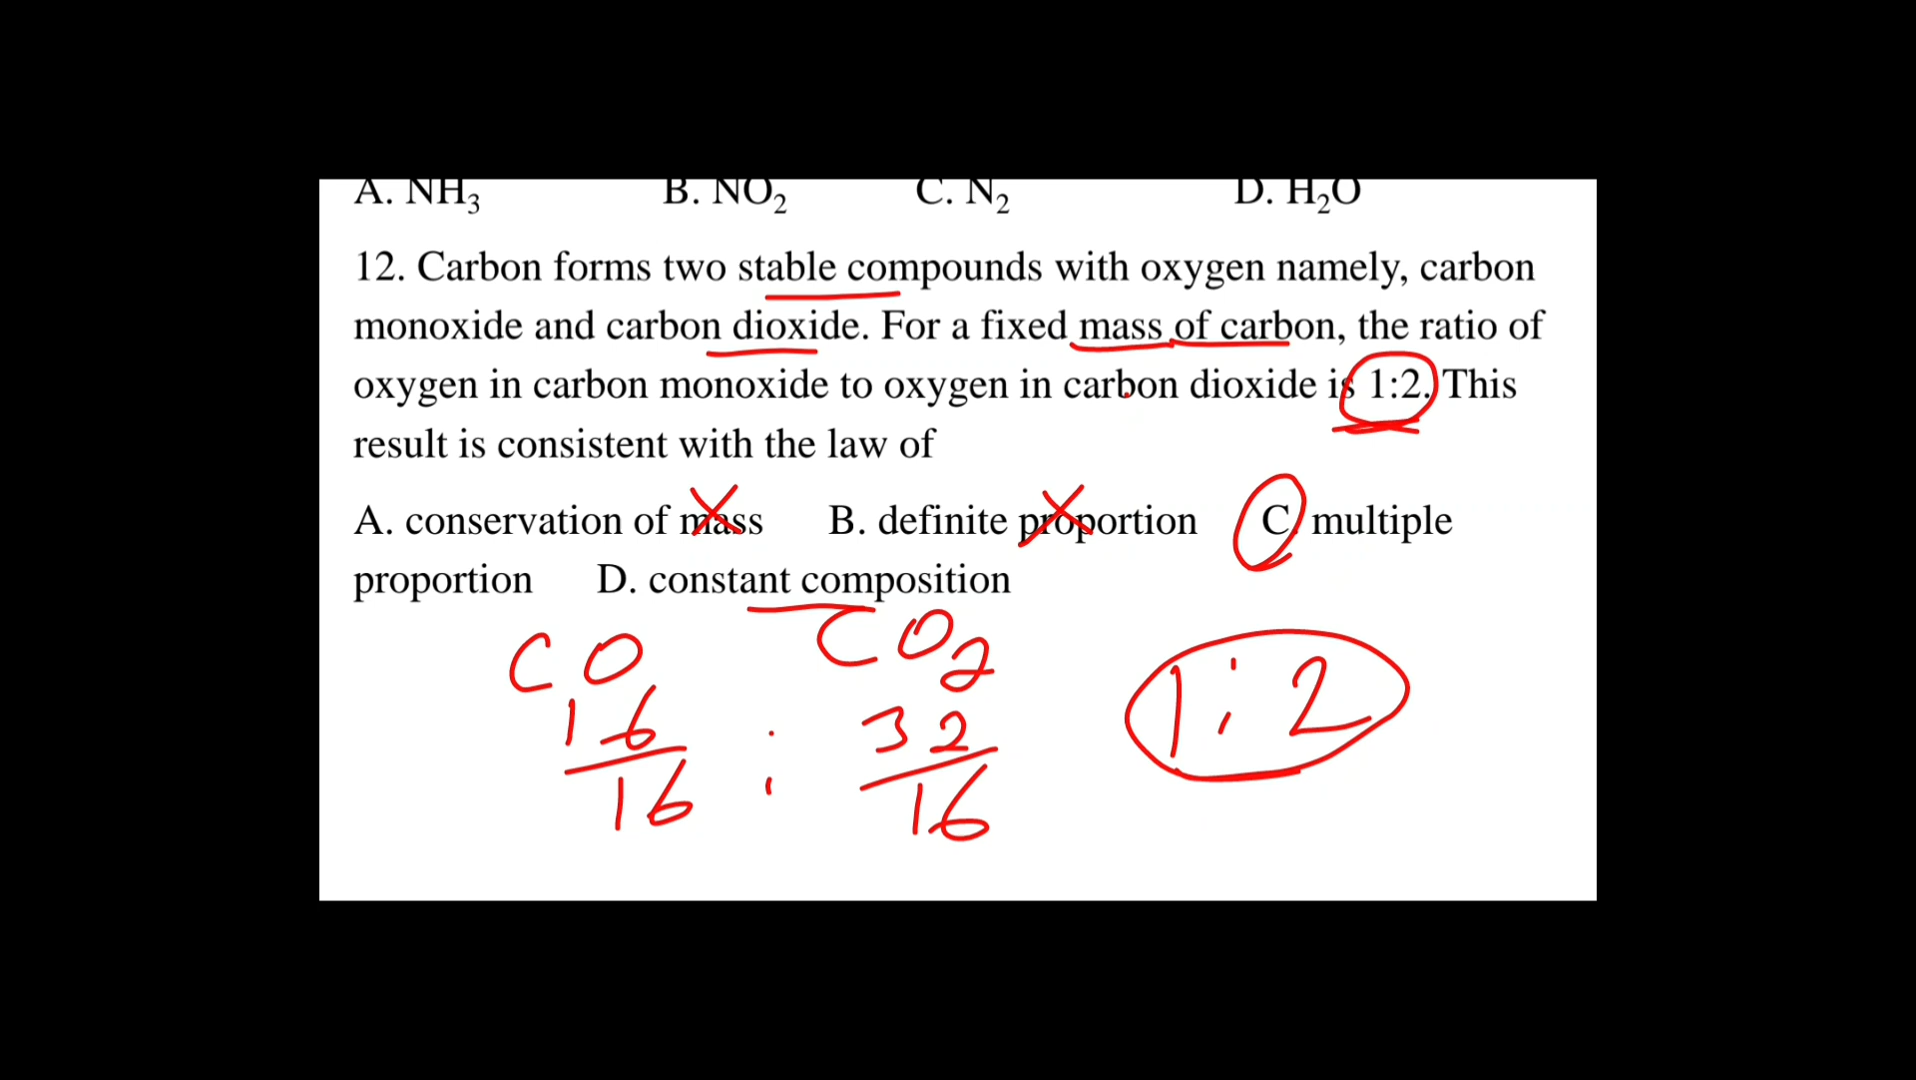 A. NH3 B. NO2 C. N2 D. H2O
12. Carbon forms two stable compounds with oxygen namely, carbon
monoxide and carbon dioxide. For a fixed mass of carbon, the ratio of
oxygen in carbon monoxide to oxygen in carbon dioxide is 1:2. This
result is consistent with the law of
A. conservation of mass B. definite proportion C. multiple
proportion D. constant composition
CO CO2
16 : 32 1 : 2
16 16